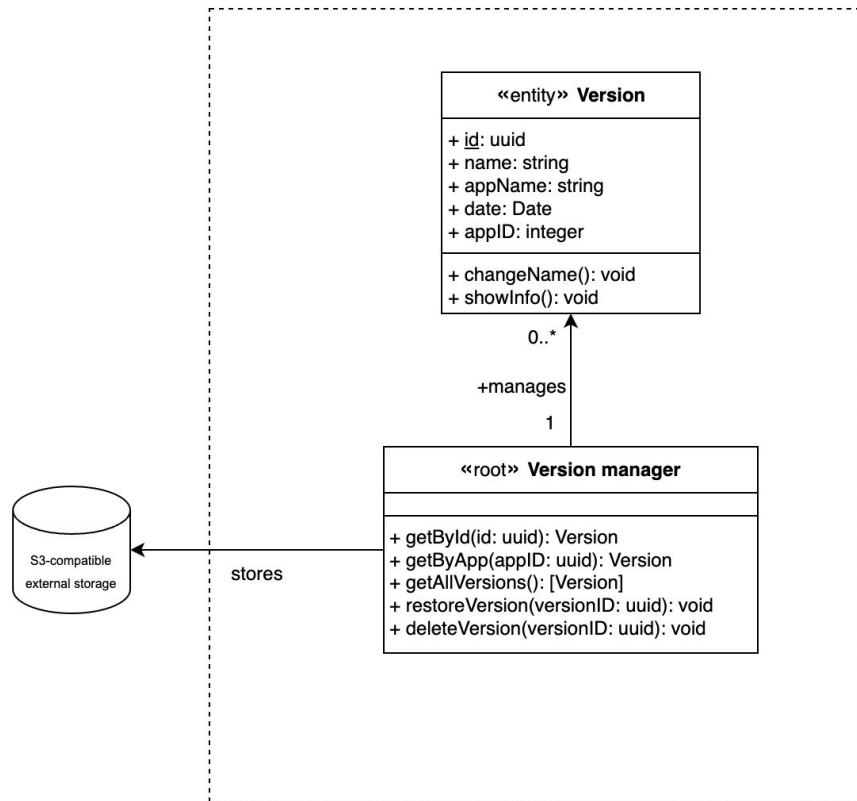 «entity» Version
+ id: uuid
+ name: string
+ appName: string
+ date: Date
+ appID: integer
+ changeName(): void
+ showInfo(): void
0..*
+manages
1
«root» Version manager
+ getById(id: uuid): Version
+ getByApp(appID: uuid): Version
+ getAllVersions(): [Version]
+ restoreVersion(versionID: uuid): void
+ deleteVersion(versionID: uuid): void
S3-compatible
external storage
stores